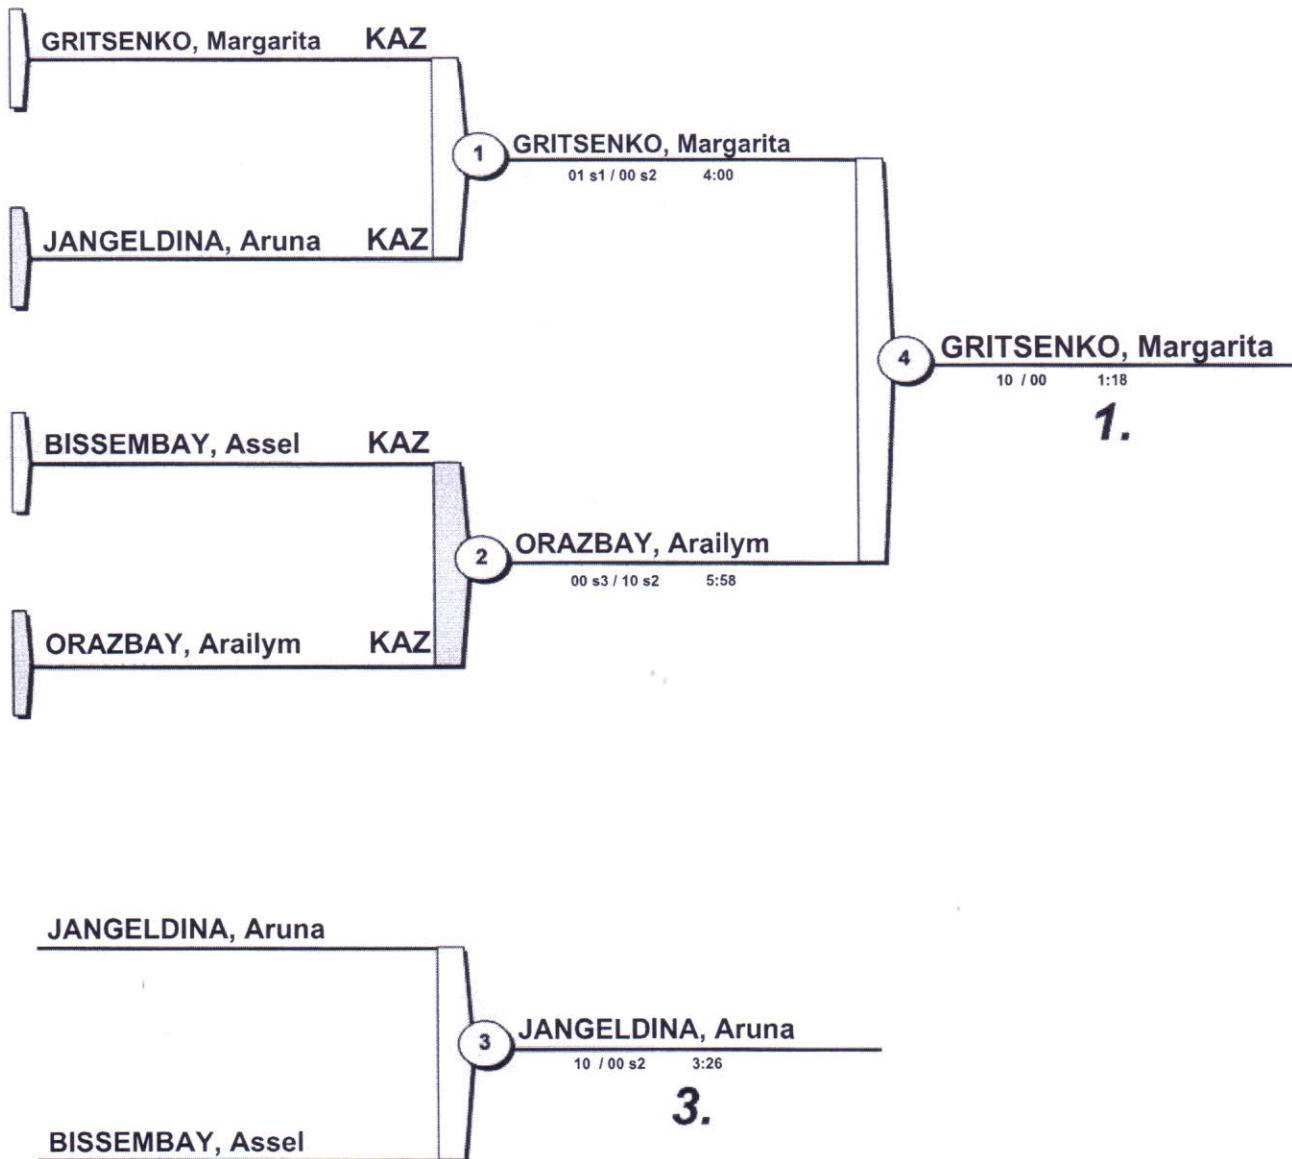 GRITSENKO, Margarita KAZ
1
GRITSENKO, Margarita
01 s1 / 00 s2 4:00
JANGELDINA, Aruna KAZ
4
GRITSENKO, Margarita
10 / 00 1:18
1.
BISSEMBAY, Assel KAZ
2
ORAZBAY, Arailym
00 s3 / 10 s2 5:58
ORAZBAY, Arailym KAZ
JANGELDINA, Aruna
3
JANGELDINA, Aruna
10 / 00 s2 3:26
3.
BISSEMBAY, Assel